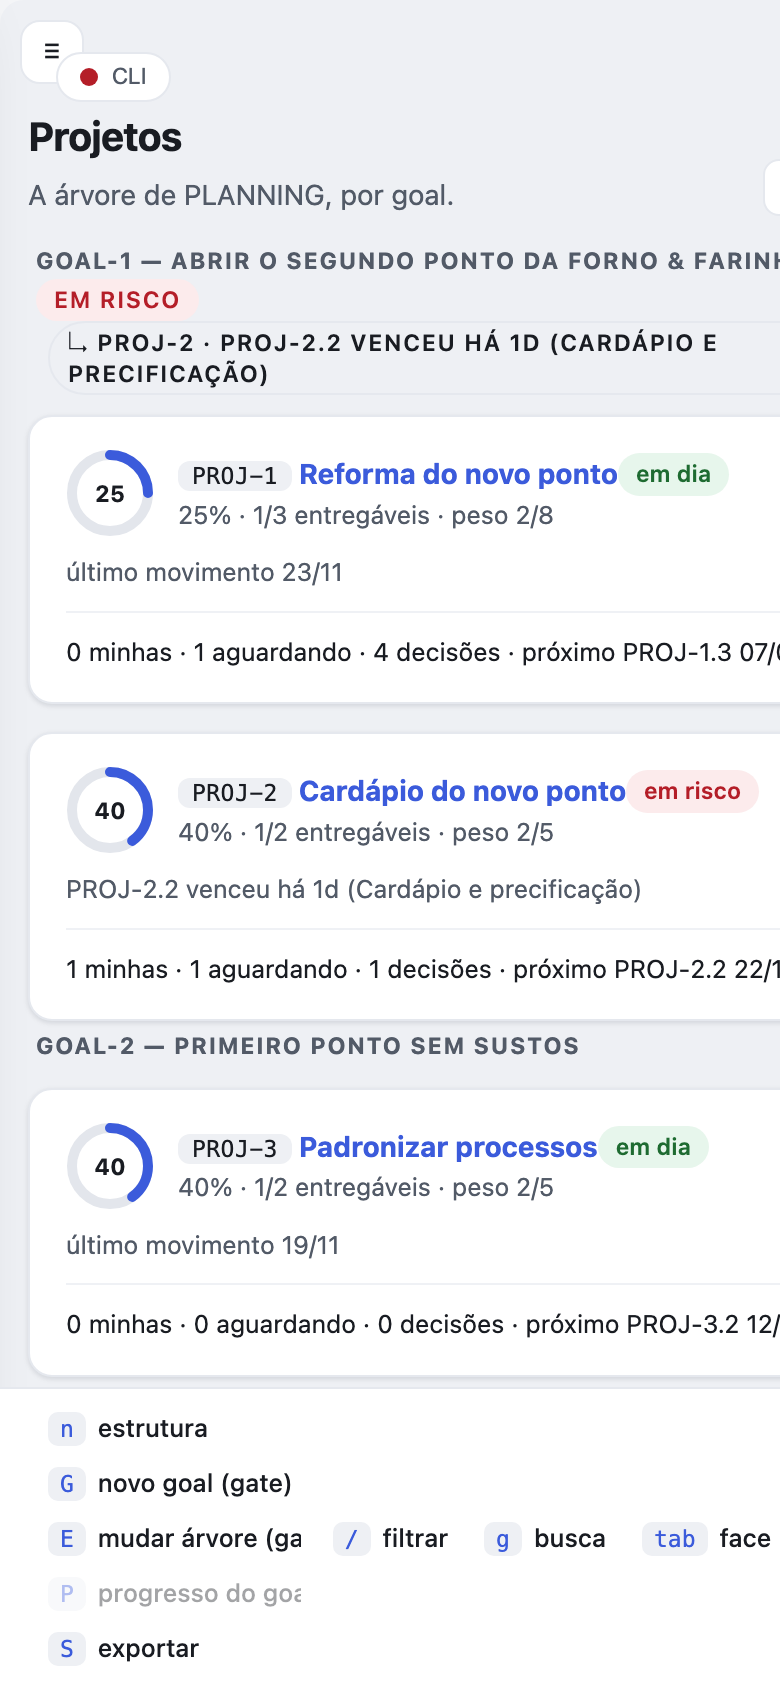 ☰
CLI
Projetos
A árvore de PLANNING, por goal.
GOAL-1 — ABRIR O SEGUNDO PONTO DA FORNO & FARINH
EM RISCO
↳ PROJ-2 · PROJ-2.2 VENCEU HÁ 1D (CARDÁPIO E
PRECIFICAÇÃO)
25 PROJ-1 Reforma do novo ponto em dia
25% · 1/3 entregáveis · peso 2/8
último movimento 23/11
0 minhas · 1 aguardando · 4 decisões · próximo PROJ-1.3 07/
40 PROJ-2 Cardápio do novo ponto em risco
40% · 1/2 entregáveis · peso 2/5
PROJ-2.2 venceu há 1d (Cardápio e precificação)
1 minhas · 1 aguardando · 1 decisões · próximo PROJ-2.2 22/1
GOAL-2 — PRIMEIRO PONTO SEM SUSTOS
40 PROJ-3 Padronizar processos em dia
40% · 1/2 entregáveis · peso 2/5
último movimento 19/11
0 minhas · 0 aguardando · 0 decisões · próximo PROJ-3.2 12/
n estrutura
G novo goal (gate)
E mudar árvore (ga / filtrar g busca tab face
P progresso do goa
S exportar